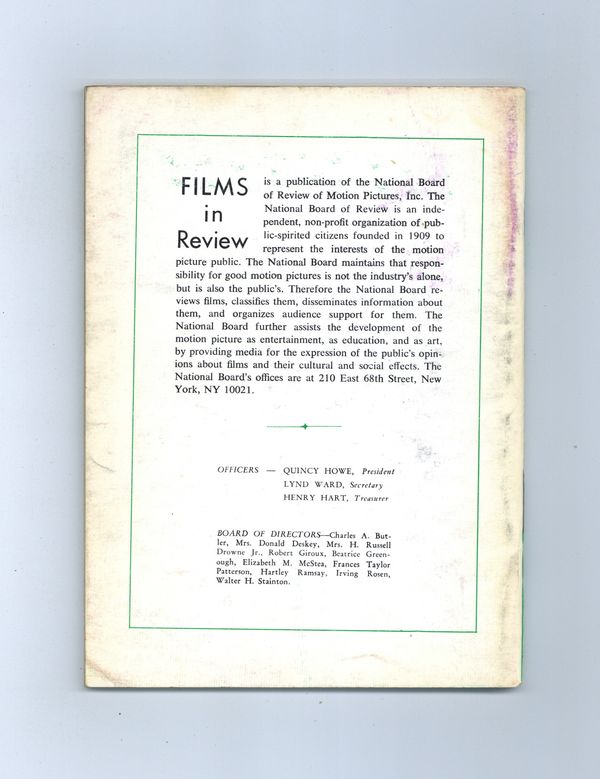 FILMS
in
Review
is a publication of the National Board
of Review of Motion Pictures, Inc. The
National Board of Review is an inde-
pendent, non-profit organization of pub-
lic-spirited citizens founded in 1909 to
represent the interests of the motion
picture public. The National Board maintains that respon-
sibility for good motion pictures is not the industry's alone,
but is also the public's. Therefore the National Board re-
views films, classifies them, disseminates information about
them, and organizes audience support for them. The
National Board further assists the development of the
motion picture as entertainment, as education, and as art,
by providing media for the expression of the public's opin-
ions about films and their cultural and social effects. The
National Board's offices are at 210 East 68th Street, New
York, NY 10021.
OFFICERS — QUINCY HOWE, President
LYND WARD, Secretary
HENRY HART, Treasurer
BOARD OF DIRECTORS—Charles A. But-
ler, Mrs. Donald Deskey, Mrs. H. Russell
Drowne Jr., Robert Giroux, Beatrice Green-
ough, Elizabeth M. McStea, Frances Taylor
Patterson, Hartley Ramsay, Irving Rosen,
Walter H. Stainton.